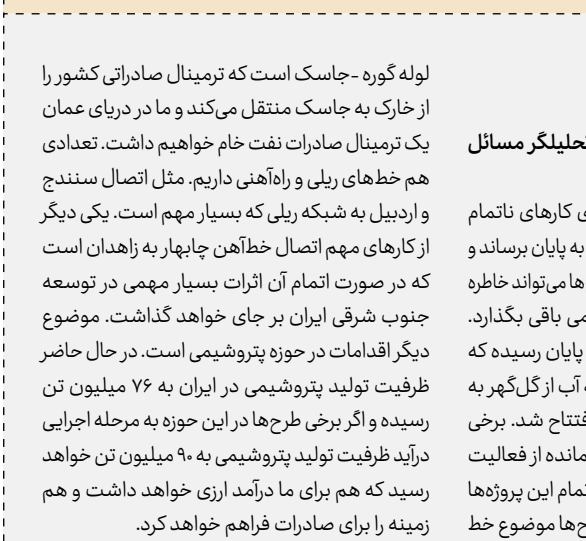 تحلیلگر مسائل
کارهای ناتمام
به پایان برساند و
ها می‌تواند خاطره
باقی بگذارد.
پایان رسیده که
آب از گل‌گهر به
افتتاح شد. برخی
مانده از فعالیت
این پروژه‌ها
موضوع خط
لوله گوره -جاسک است که ترمینال صادراتی کشور را
از خارک به جاسک منتقل می‌کند و ما در دریای عمان
یک ترمینال صادرات نفت خام خواهیم داشت. تعدادی
هم خط‌های ریلی و راه‌آهنی داریم. مثل اتصال سنندج
و اردبیل به شبکه ریلی که بسیار مهم است. یکی دیگر
از کارهای مهم اتصال خط‌آهن چابهار به زاهدان است
که در صورت اتمام آن اثرات بسیار مهمی در توسعه
جنوب شرقی ایران بر جای خواهد گذاشت. موضوع
دیگر اقدامات در حوزه پتروشیمی است. در حال حاضر
ظرفیت تولید پتروشیمی در ایران به ۷۶ میلیون تن
رسیده و اگر برخی طرح‌ها در این حوزه به مرحله اجرایی
درآید ظرفیت تولید پتروشیمی به ۹۰ میلیون تن خواهد
رسید که هم برای ما درآمد ارزی خواهد داشت و هم
زمینه را برای صادرات فراهم خواهد کرد.